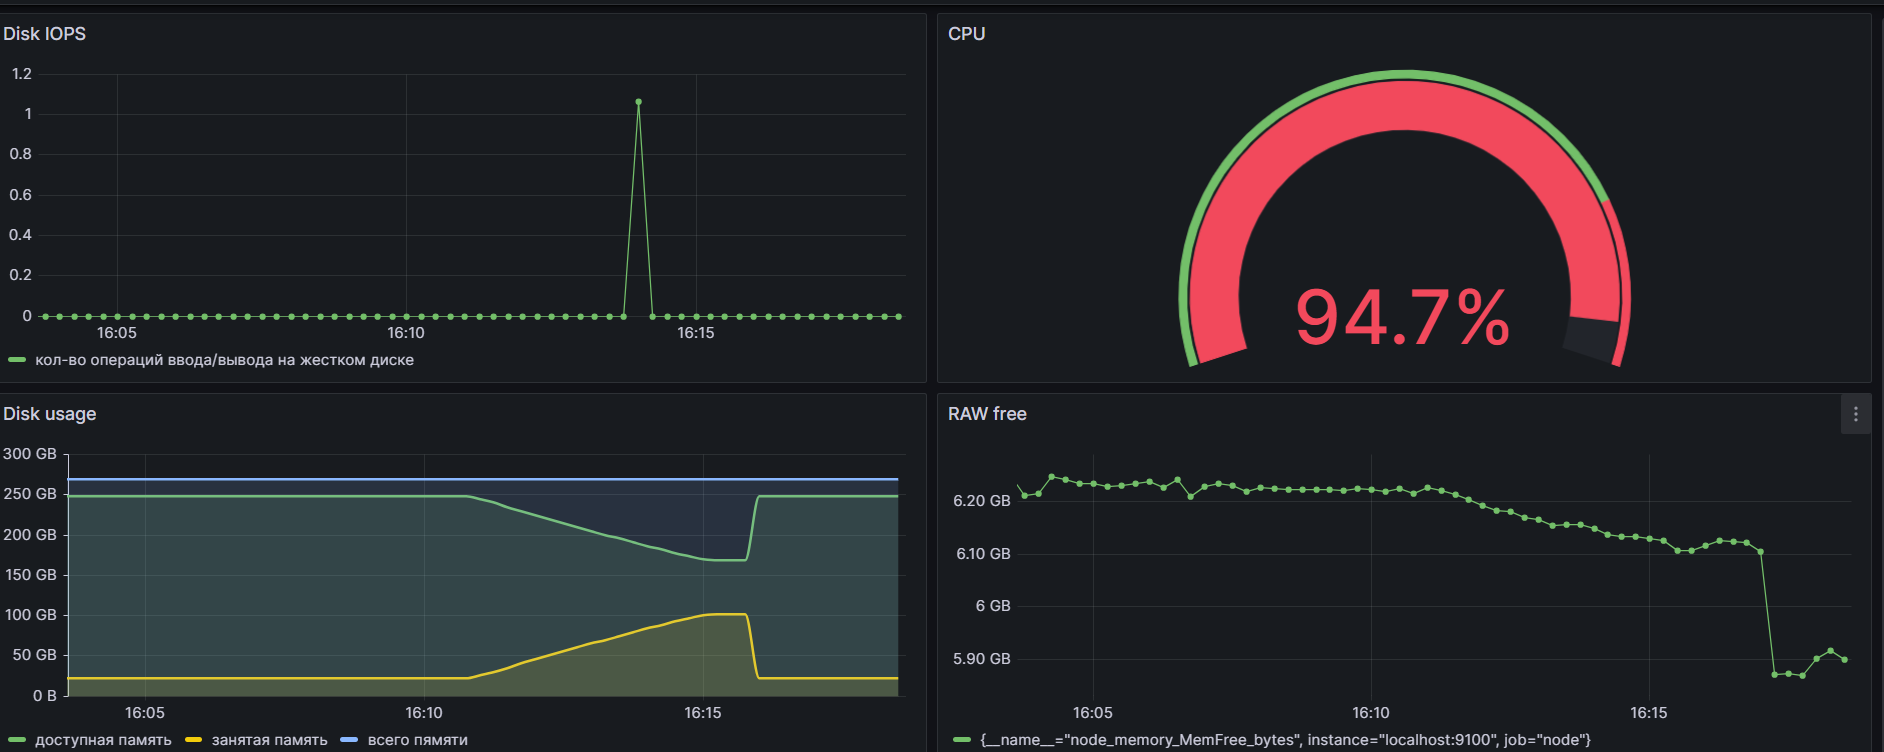 Disk IOPS
1.2
1
0.8
0.6
0.4
0.2
0
16:05 16:10 16:15
кол-во операций ввода/вывода на жестком диске
CPU
94.7%
Disk usage
300 GB
250 GB
200 GB
150 GB
100 GB
50 GB
0 B
16:05 16:10 16:15
доступная память занятая память всего пямяти
RAW free
6.20 GB
6.10 GB
6 GB
5.90 GB
16:05 16:10 16:15
{__name__="node_memory_MemFree_bytes", instance="localhost:9100", job="node"}